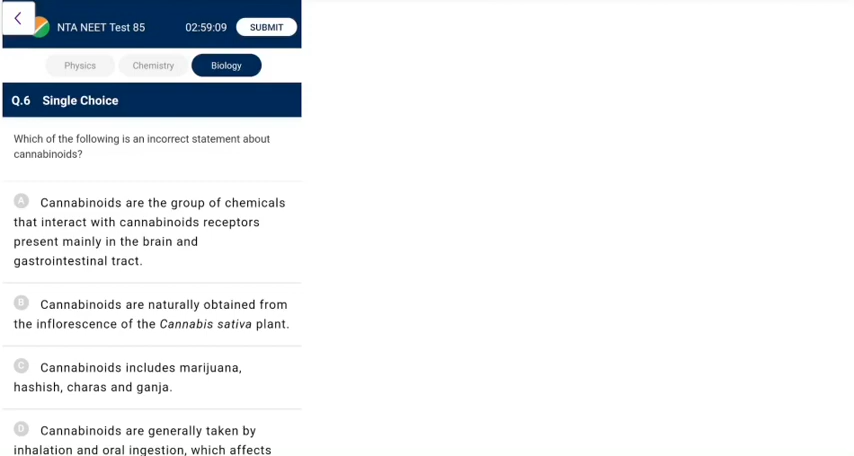 NTA NEET Test 85 02:59:09 SUBMIT
Physics Chemistry Biology
Q.6 Single Choice
Which of the following is an incorrect statement about
cannabinoids?
A Cannabinoids are the group of chemicals
that interact with cannabinoids receptors
present mainly in the brain and
gastrointestinal tract.
B Cannabinoids are naturally obtained from
the inflorescence of the Cannabis sativa plant.
C Cannabinoids includes marijuana,
hashish, charas and ganja.
D Cannabinoids are generally taken by
inhalation and oral ingestion, which affects